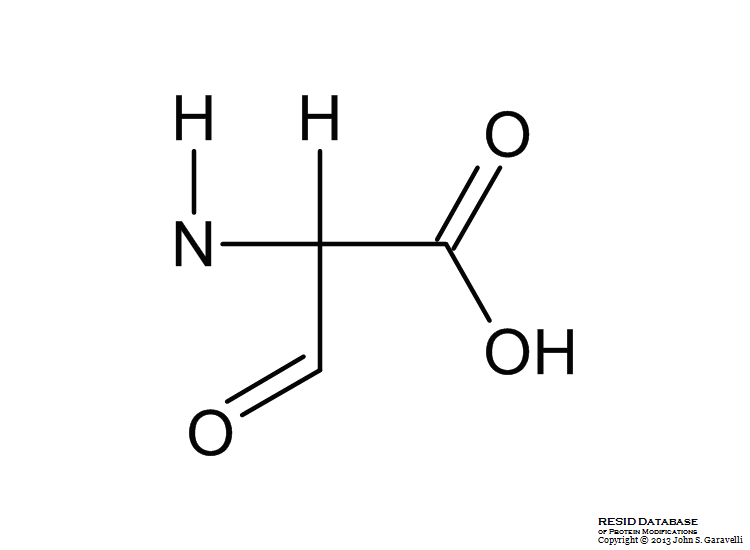 H H O
N
OH
O
RESID Database
of Protein Modifications
Copyright © 2013 John S. Garavelli